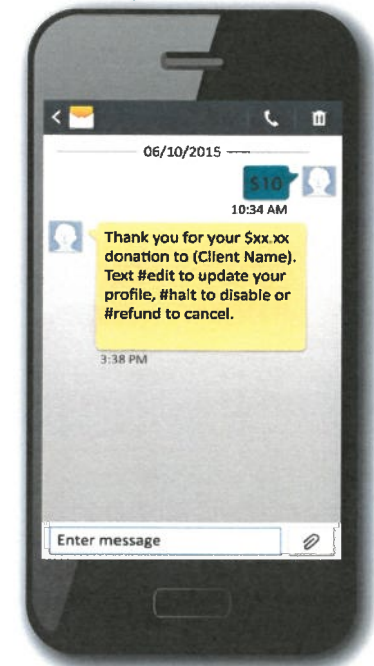 06/10/2015
$10
10:34 AM
Thank you for your $xx.xx
donation to (Client Name).
Text #edit to update your
profile, #halt to disable or
#refund to cancel.
3:38 PM
Enter message